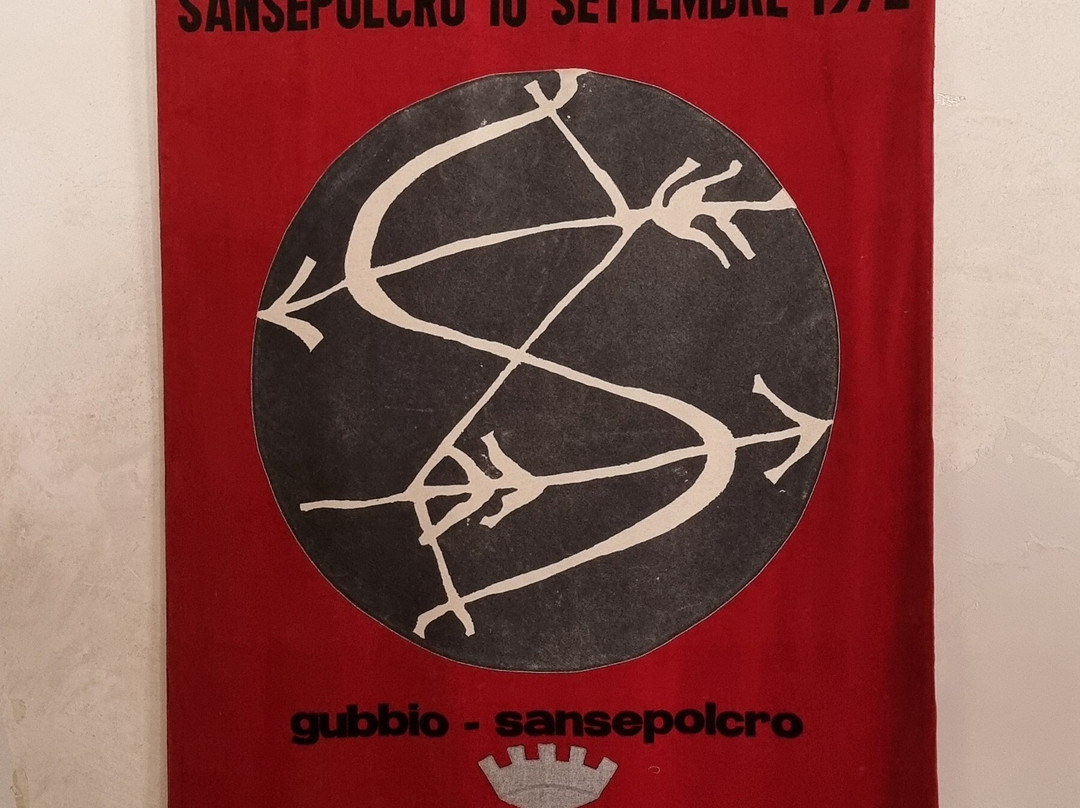 SANSEPOLCRO 10 SETTEMBRE 1972
gubbio - sansepolcro